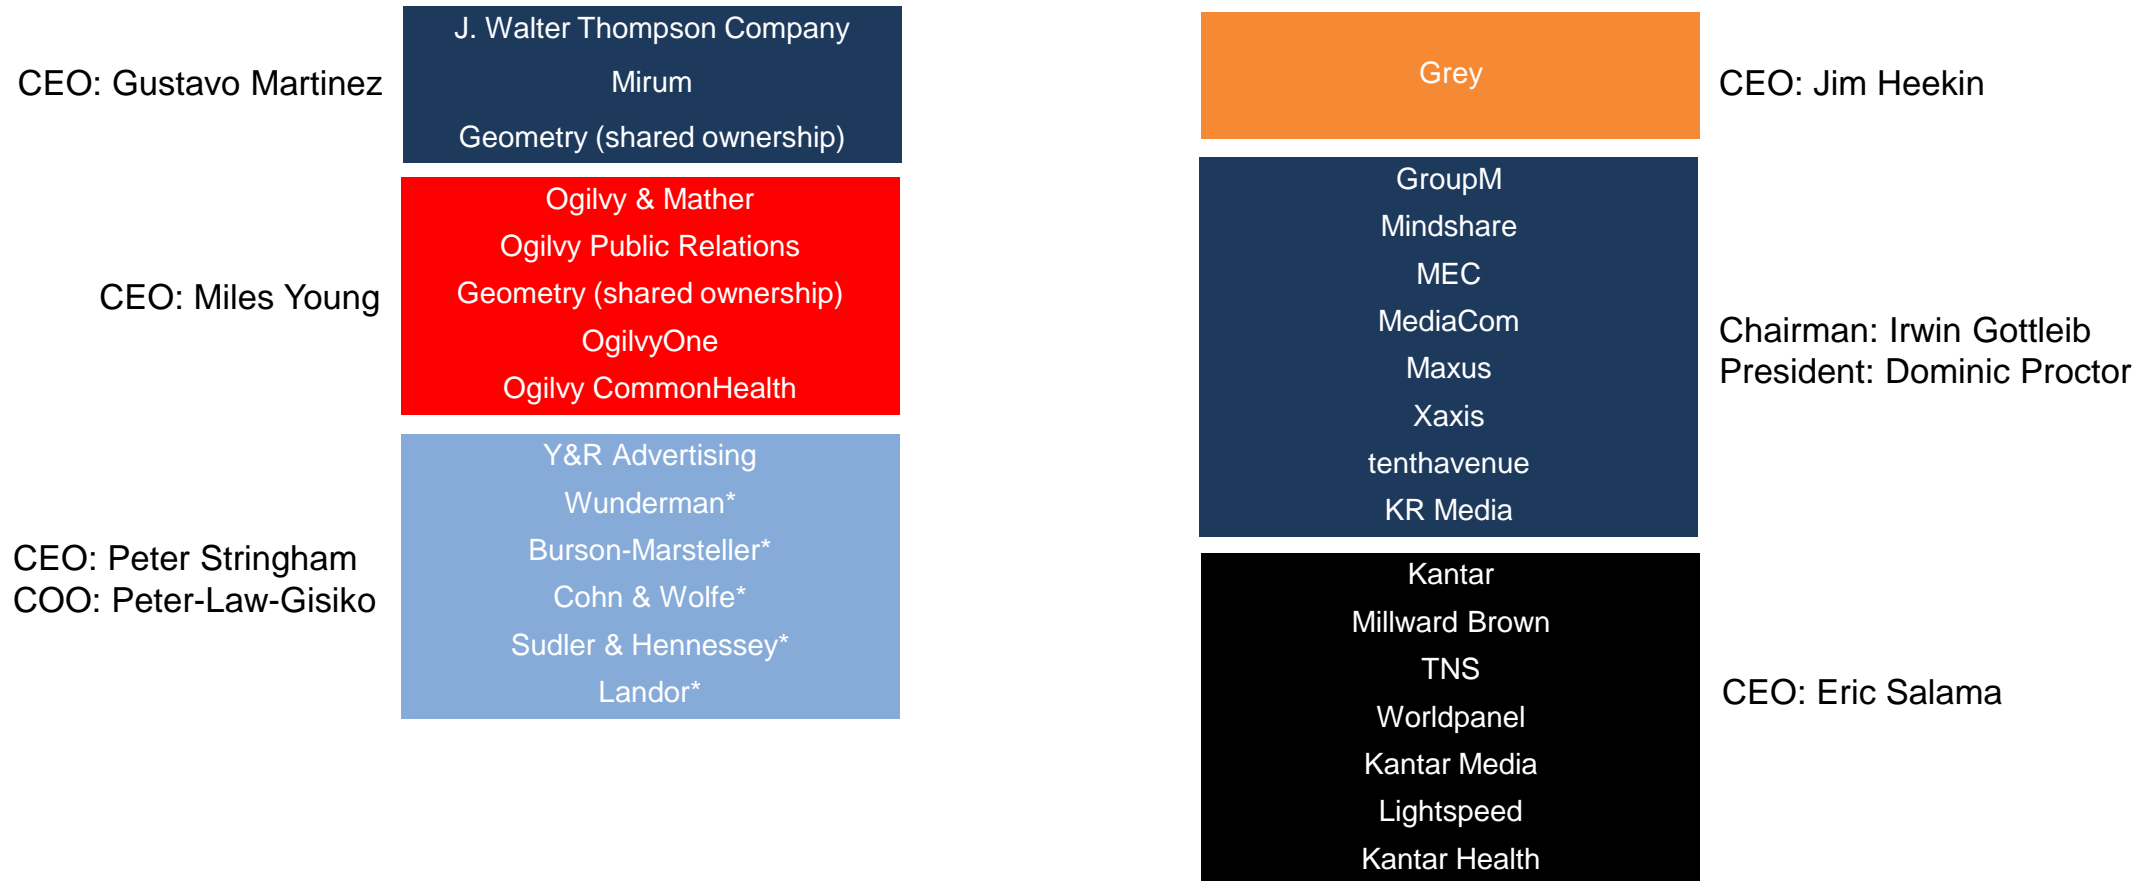 CEO: Gustavo Martinez
J. Walter Thompson Company
Mirum
Geometry (shared ownership)
CEO: Miles Young
Ogilvy & Mather
Ogilvy Public Relations
Geometry (shared ownership)
OgilvyOne
Ogilvy CommonHealth
CEO: Peter Stringham
COO: Peter-Law-Gisiko
Y&R Advertising
Wunderman*
Burson-Marsteller*
Cohn & Wolfe*
Sudler & Hennessey*
Landor*
Grey
CEO: Jim Heekin
GroupM
Mindshare
MEC
MediaCom
Maxus
Xaxis
tenthavenue
KR Media
Chairman: Irwin Gottleib
President: Dominic Proctor
Kantar
Millward Brown
TNS
Worldpanel
Kantar Media
Lightspeed
Kantar Health
CEO: Eric Salama